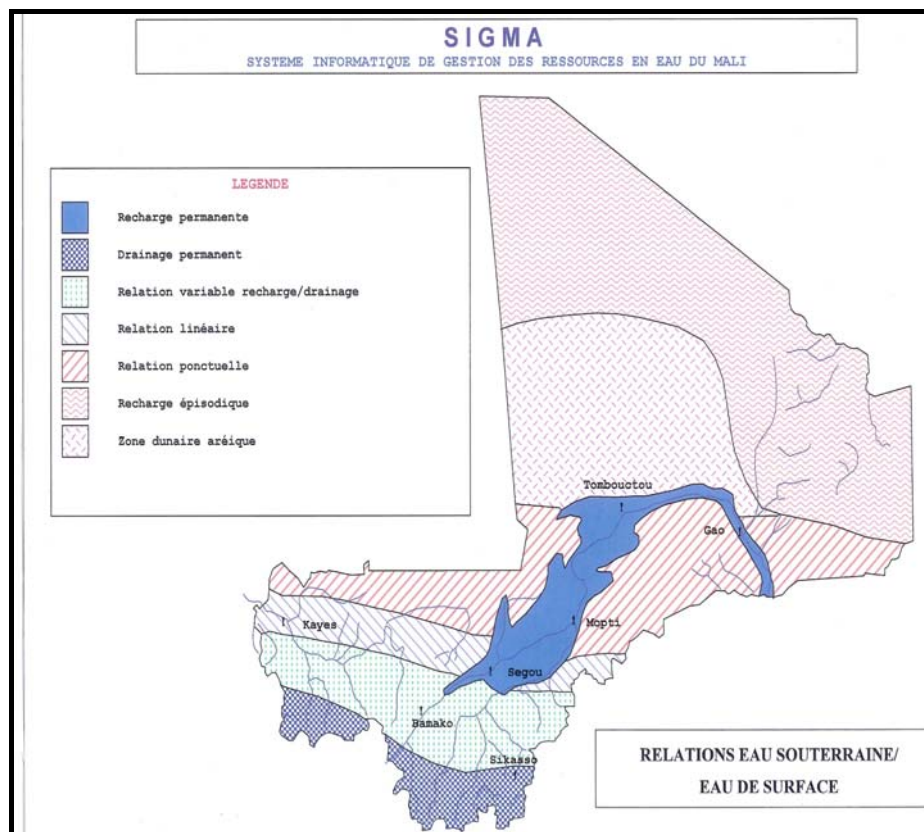 SIGMA
SYSTEME INFORMATIQUE DE GESTION DES RESSOURCES EN EAU DU MALI
LEGENDE
Recharge permanente
Drainage permanent
Relation variable recharge/drainage
Relation linéaire
Relation ponctuelle
Recharge épisodique
Zone dunaire aréique
Tombouctou
Gao
Kayes
Mopti
Segou
Bamako
Sikasso
RELATIONS EAU SOUTERRAINE/
EAU DE SURFACE